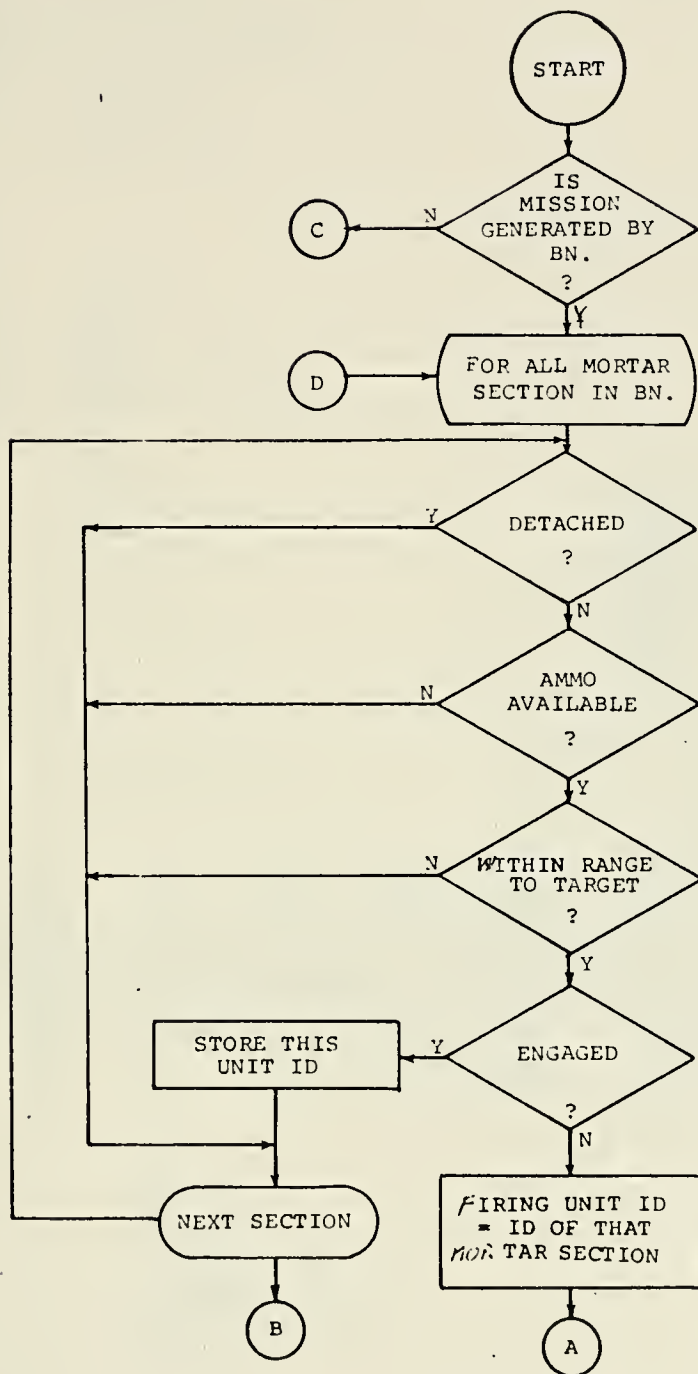 START
IS
MISSION
GENERATED BY
BN.
?
N
C
Y
FOR ALL MORTAR
SECTION IN BN.
D
Y
DETACHED
?
N
N
AMMO
AVAILABLE
?
Y
N
WITHIN RANGE
TO TARGET
?
Y
STORE THIS
UNIT ID
Y
ENGAGED
?
N
NEXT SECTION
FIRING UNIT ID
= ID OF THAT
MORTAR SECTION
B
A